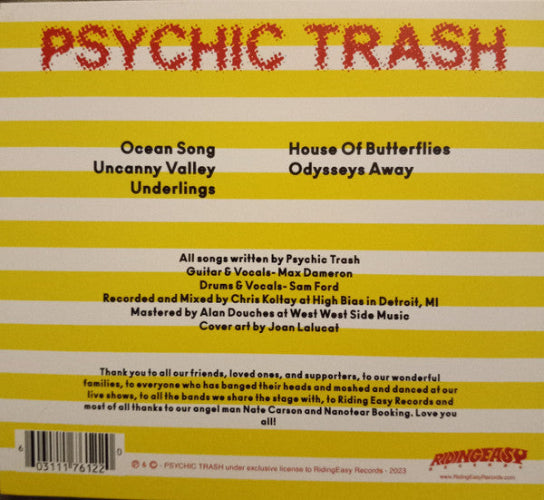 PSYCHIC TRASH
Ocean Song
Uncanny Valley
Underlings
House Of Butterflies
Odysseys Away
All songs written by Psychic Trash
Guitar & Vocals- Max Dameron
Drums & Vocals- Sam Ford
Recorded and Mixed by Chris Koltay at High Bias in Detroit, MI
Mastered by Alan Douches at West West Side Music
Cover art by Joan Lalucat
Thank you to all our friends, loved ones, and supporters, to our wonderful
families, to everyone who has banged their heads and moshed and danced at our
live shows, to all the bands we share the stage with, to Riding Easy Records and
most of all thanks to our angel man Nate Carson and Nanotear Booking. Love you
all!
6 03111 76122 0
℗ & © - PSYCHIC TRASH under exclusive license to RidingEasy Records - 2023
RIDINGEASY
RECORDS
www.RidingEasyRecords.com